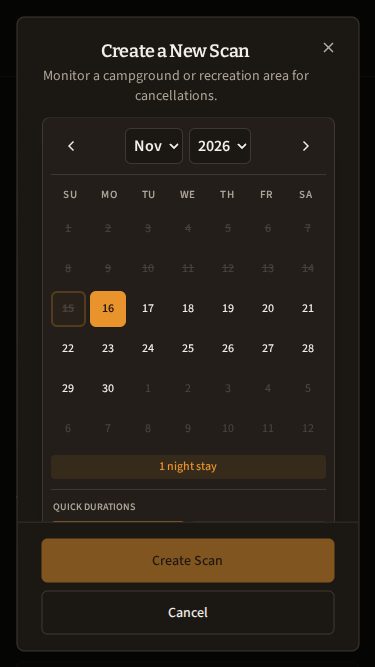 Create a New Scan
Monitor a campground or recreation area for
cancellations.
Nov 2026
SU MO TU WE TH FR SA
1 2 3 4 5 6 7
8 9 10 11 12 13 14
15 16 17 18 19 20 21
22 23 24 25 26 27 28
29 30 1 2 3 4 5
6 7 8 9 10 11 12
1 night stay
QUICK DURATIONS
Create Scan
Cancel